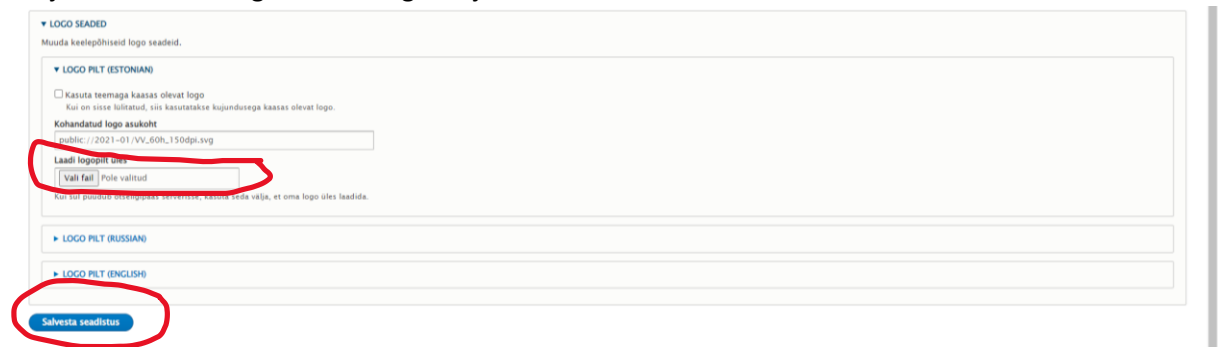 LOGO SEADED
Muuda keelepõhiseid logo seadeid.
LOGO PILT (ESTONIAN)
Kasuta teemaga kaasas olevat logo
Kui on sisse lülitatud, siis kasutatakse kujundusega kaasas olevat logo.
Kohandatud logo asukoht
public://2021-01/VV_60h_150dpi.svg
Laadi logopilt üles
Vali fail Pole valitud
Kui sul puudub otseligipääs serverisse, kasuta seda välja, et oma logo üles laadida.
LOGO PILT (RUSSIAN)
LOGO PILT (ENGLISH)
Salvesta seadistus